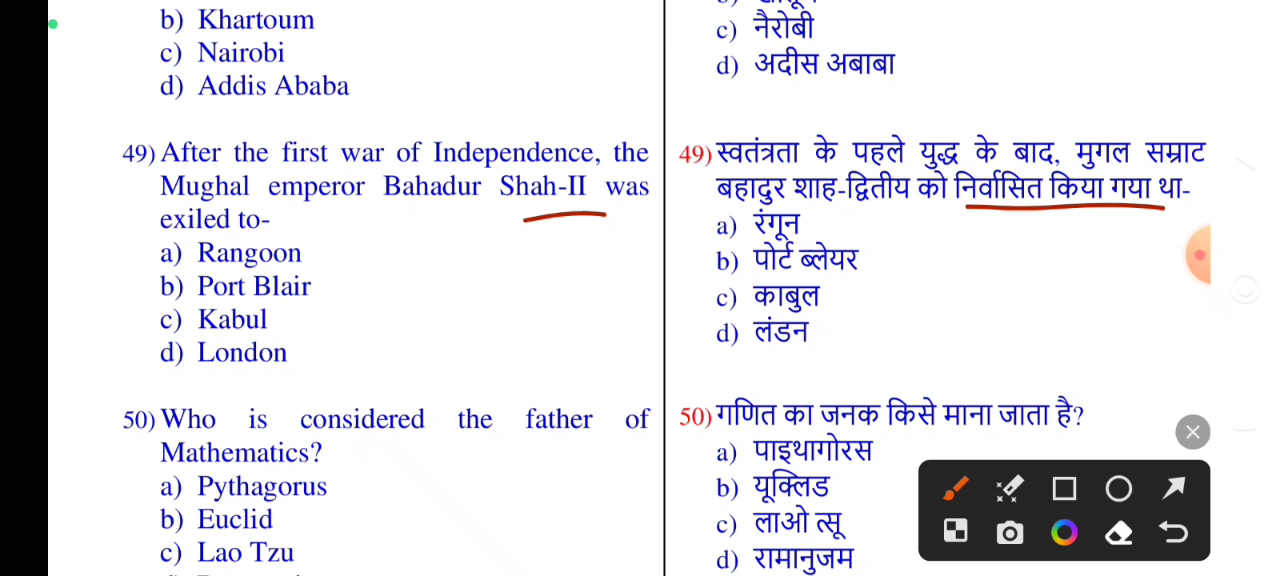 b) Khartoum
c) Nairobi
d) Addis Ababa
49) After the first war of Independence, the
Mughal emperor Bahadur Shah-II was
exiled to-
a) Rangoon
b) Port Blair
c) Kabul
d) London
50) Who is considered the father of
Mathematics?
a) Pythagorus
b) Euclid
c) Lao Tzu
c) नैरोबी
d) अदीस अबाबा
49) स्वतंत्रता के पहले युद्ध के बाद, मुगल सम्राट
बहादुर शाह-द्वितीय को निर्वासित किया गया था-
a) रंगून
b) पोर्ट ब्लेयर
c) काबुल
d) लंडन
50) गणित का जनक किसे माना जाता है?
a) पाइथागोरस
b) यूक्लिड
c) लाओ त्सू
d) रामानुजम